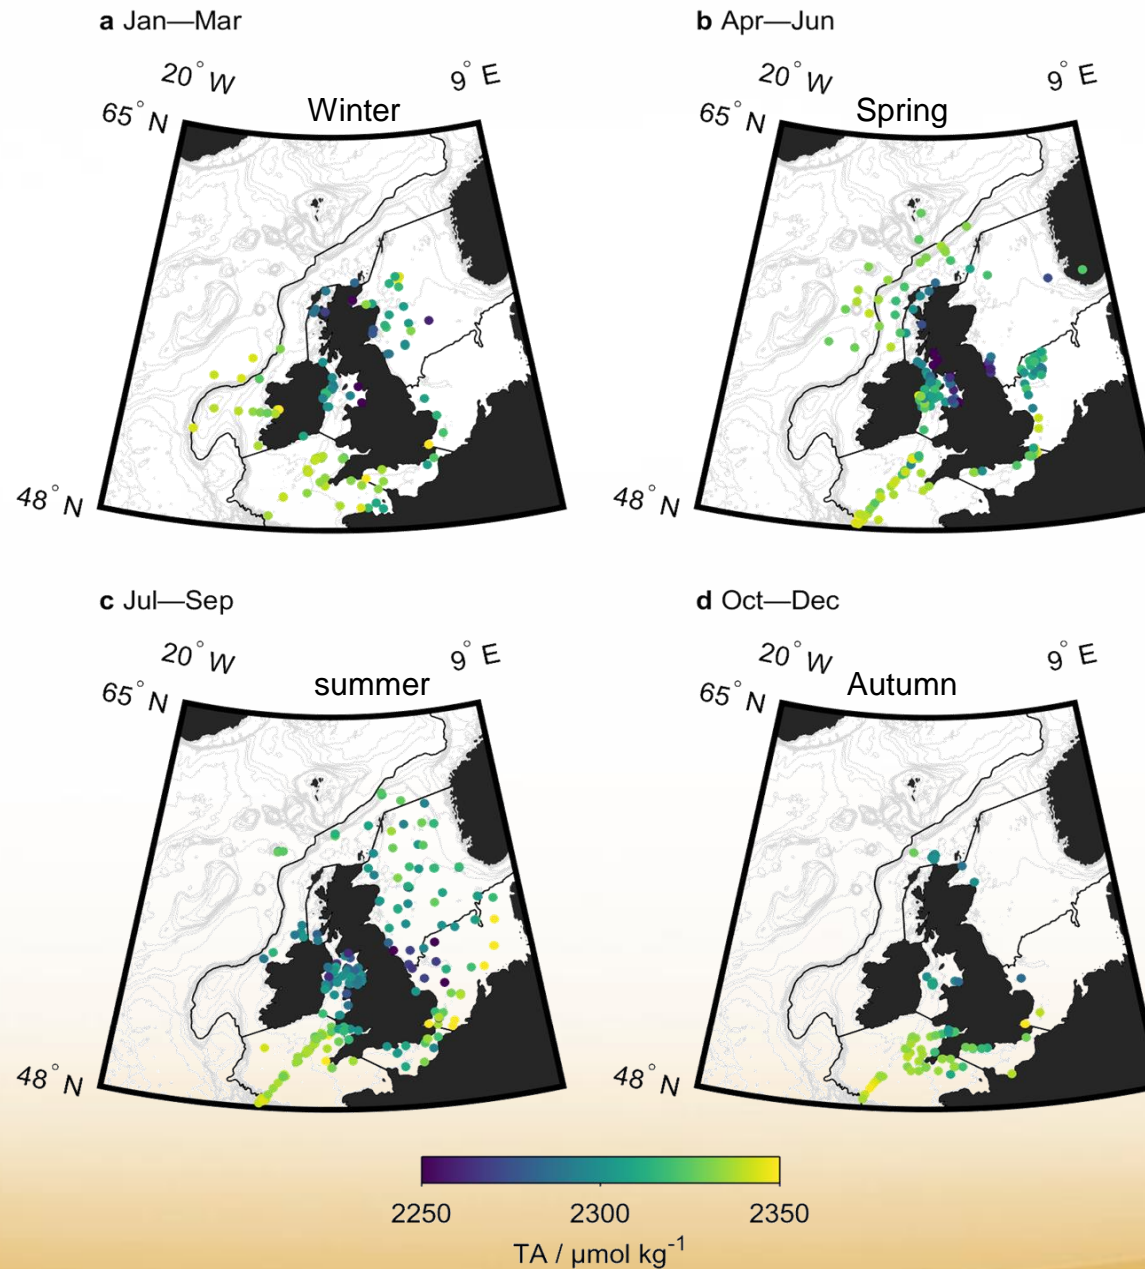 a Jan—Mar
20° W
9° E
65° N
Winter
48° N
b Apr—Jun
20° W
9° E
65° N
Spring
48° N
c Jul—Sep
20° W
9° E
65° N
summer
48° N
d Oct—Dec
20° W
9° E
65° N
Autumn
48° N
2250
2300
2350
TA / μmol kg⁻¹